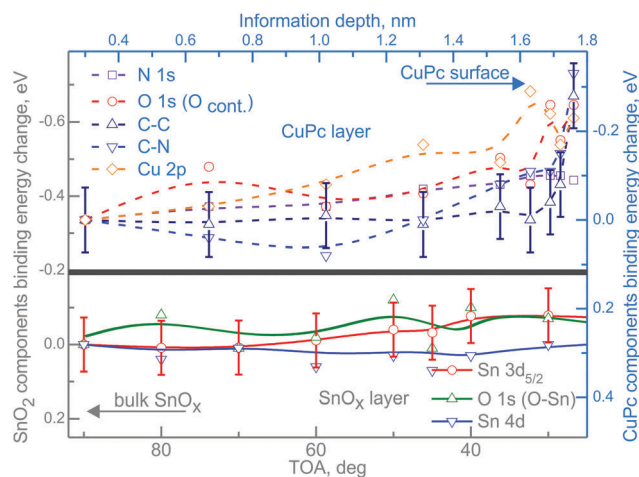 Information depth, nm
0.4 0.6 0.8 1.0 1.2 1.4 1.6 1.8
SnO2 components binding energy change, eV
-0.6
-0.4
-0.2
0.0
0.2
N 1s
O 1s (O cont.)
C-C
C-N
Cu 2p
CuPc surface
CuPc layer
-0.2
0.0
0.2
0.4
CuPc components binding energy change, eV
bulk SnOx
SnOx layer
Sn 3d5/2
O 1s (O-Sn)
Sn 4d
80 60 40
TOA, deg